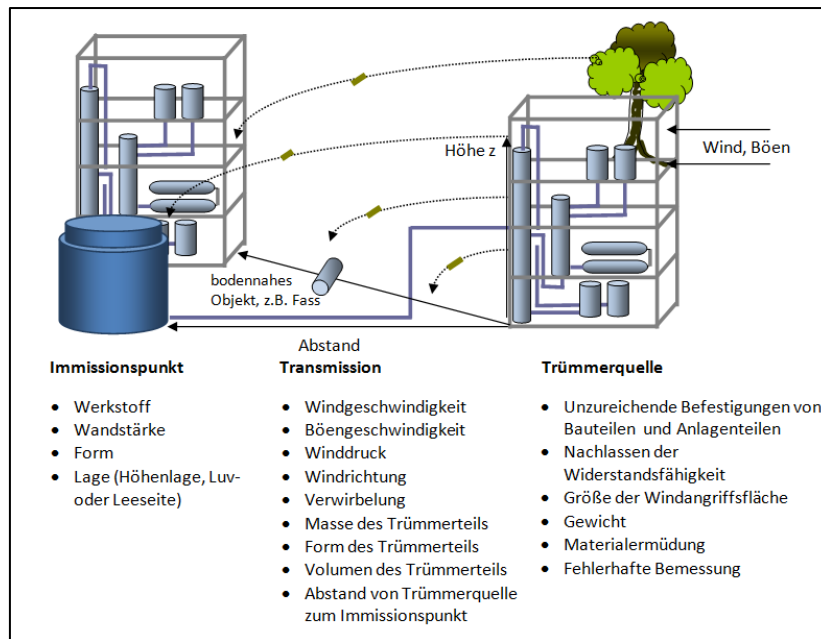 Höhe z
Wind, Böen
bodennahes
Objekt, z.B. Fass
Abstand
Immissionspunkt
• Werkstoff
• Wandstärke
• Form
• Lage (Höhenlage, Luv-
oder Leeseite)
Transmission
• Windgeschwindigkeit
• Böengeschwindigkeit
• Winddruck
• Windrichtung
• Verwirbelung
• Masse des Trümmerteils
• Form des Trümmerteils
• Volumen des Trümmerteils
• Abstand von Trümmerquelle
zum Immissionspunkt
Trümmerquelle
• Unzureichende Befestigungen von
Bauteilen und Anlagenteilen
• Nachlassen der
Widerstandsfähigkeit
• Größe der Windangriffsfläche
• Gewicht
• Materialermüdung
• Fehlerhafte Bemessung